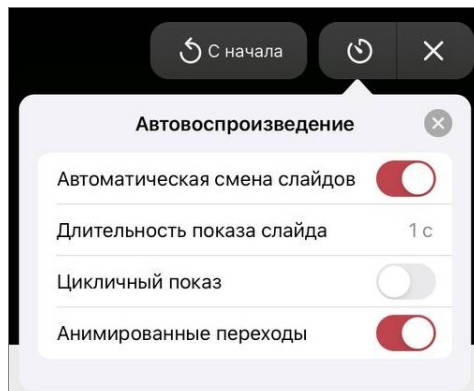 С начала
Автовоспроизведение
Автоматическая смена слайдов
Длительность показа слайда 1 с
Цикличный показ
Анимированные переходы